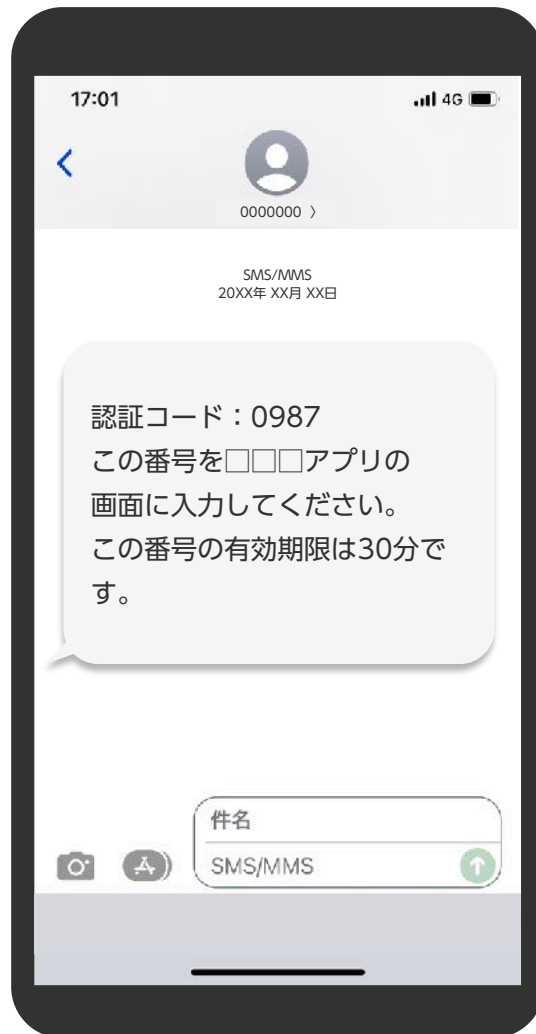 17:01
4G
0000000 〉
SMS/MMS
20XX年 XX月 XX日
認証コード：0987
この番号を□□□アプリの
画面に入力してください。
この番号の有効期限は30分で
す。
件名
SMS/MMS